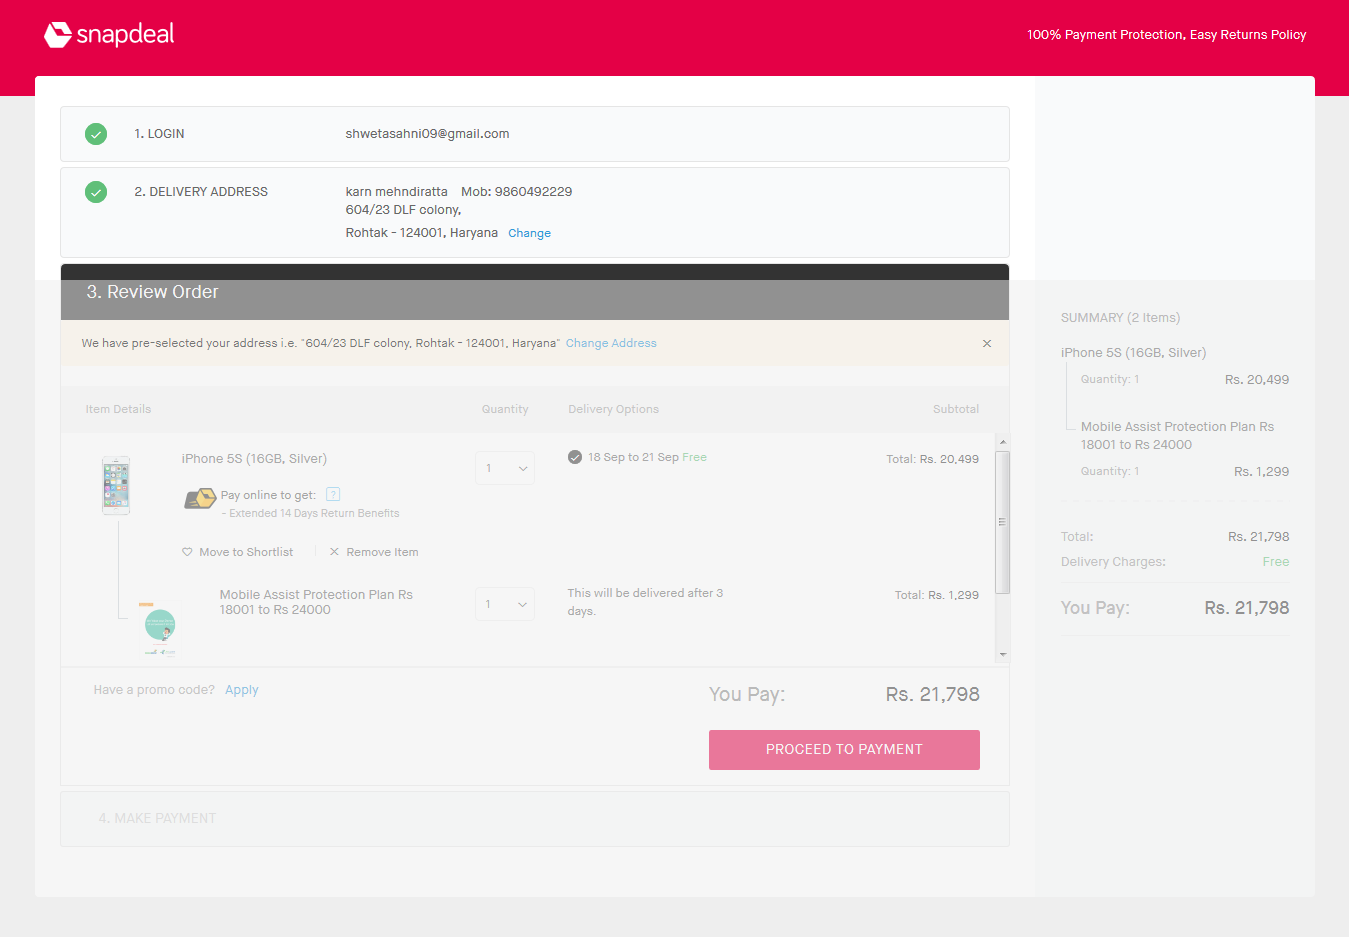 snapdeal
100% Payment Protection, Easy Returns Policy
1. LOGIN
shwetasahni09@gmail.com
2. DELIVERY ADDRESS
karn mehndiratta Mob: 9860492229
604/23 DLF colony,
Rohtak - 124001, Haryana Change
3. Review Order
We have pre-selected your address i.e. "604/23 DLF colony, Rohtak - 124001, Haryana" Change Address
Item Details Quantity Delivery Options Subtotal
iPhone 5S (16GB, Silver)
1
18 Sep to 21 Sep Free
Total: Rs. 20,499
Pay online to get: ?
- Extended 14 Days Return Benefits
Move to Shortlist
Remove Item
Mobile Assist Protection Plan Rs
18001 to Rs 24000
1
This will be delivered after 3
days.
Total: Rs. 1,299
Have a promo code? Apply
You Pay: Rs. 21,798
PROCEED TO PAYMENT
4. MAKE PAYMENT
SUMMARY (2 Items)
iPhone 5S (16GB, Silver)
Quantity: 1 Rs. 20,499
Mobile Assist Protection Plan Rs
18001 to Rs 24000
Quantity: 1 Rs. 1,299
Total: Rs. 21,798
Delivery Charges: Free
You Pay: Rs. 21,798